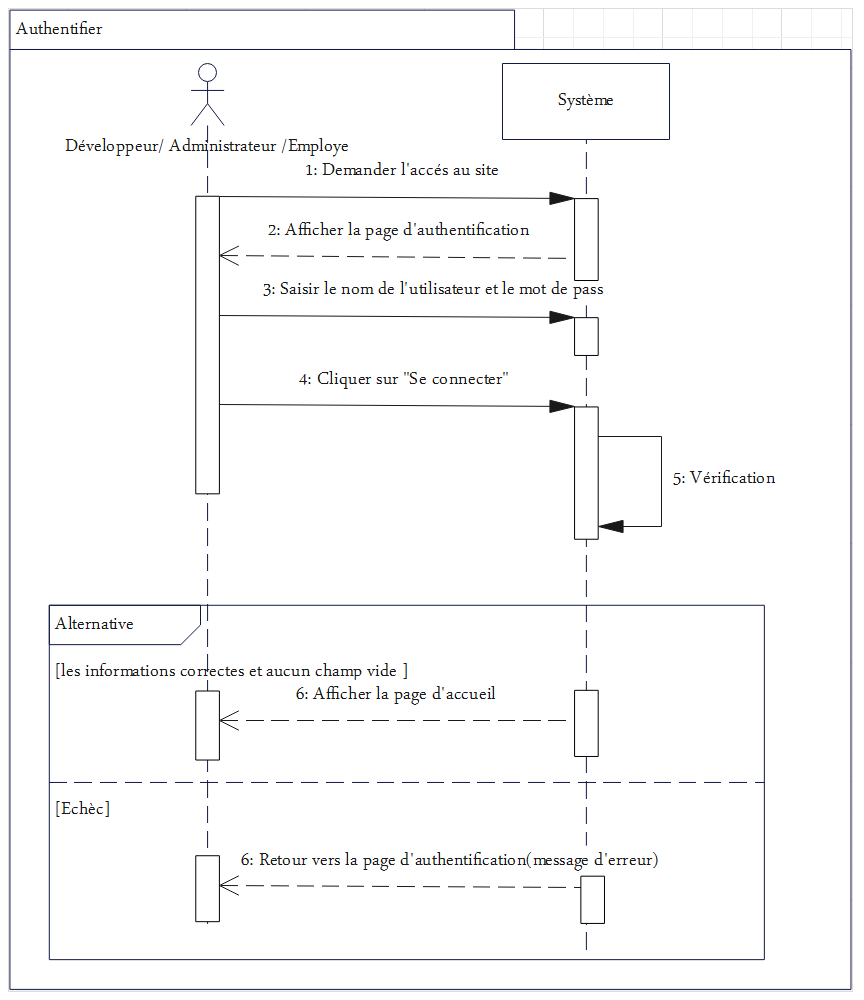 Authentifier
Système
Développeur/ Administrateur /Employe
1: Demander l'accés au site
2: Afficher la page d'authentification
3: Saisir le nom de l'utilisateur et le mot de pass
4: Cliquer sur "Se connecter"
5: Vérification
Alternative
[les informations correctes et aucun champ vide ]
6: Afficher la page d'accueil
[Echèc]
6: Retour vers la page d'authentification(message d'erreur)